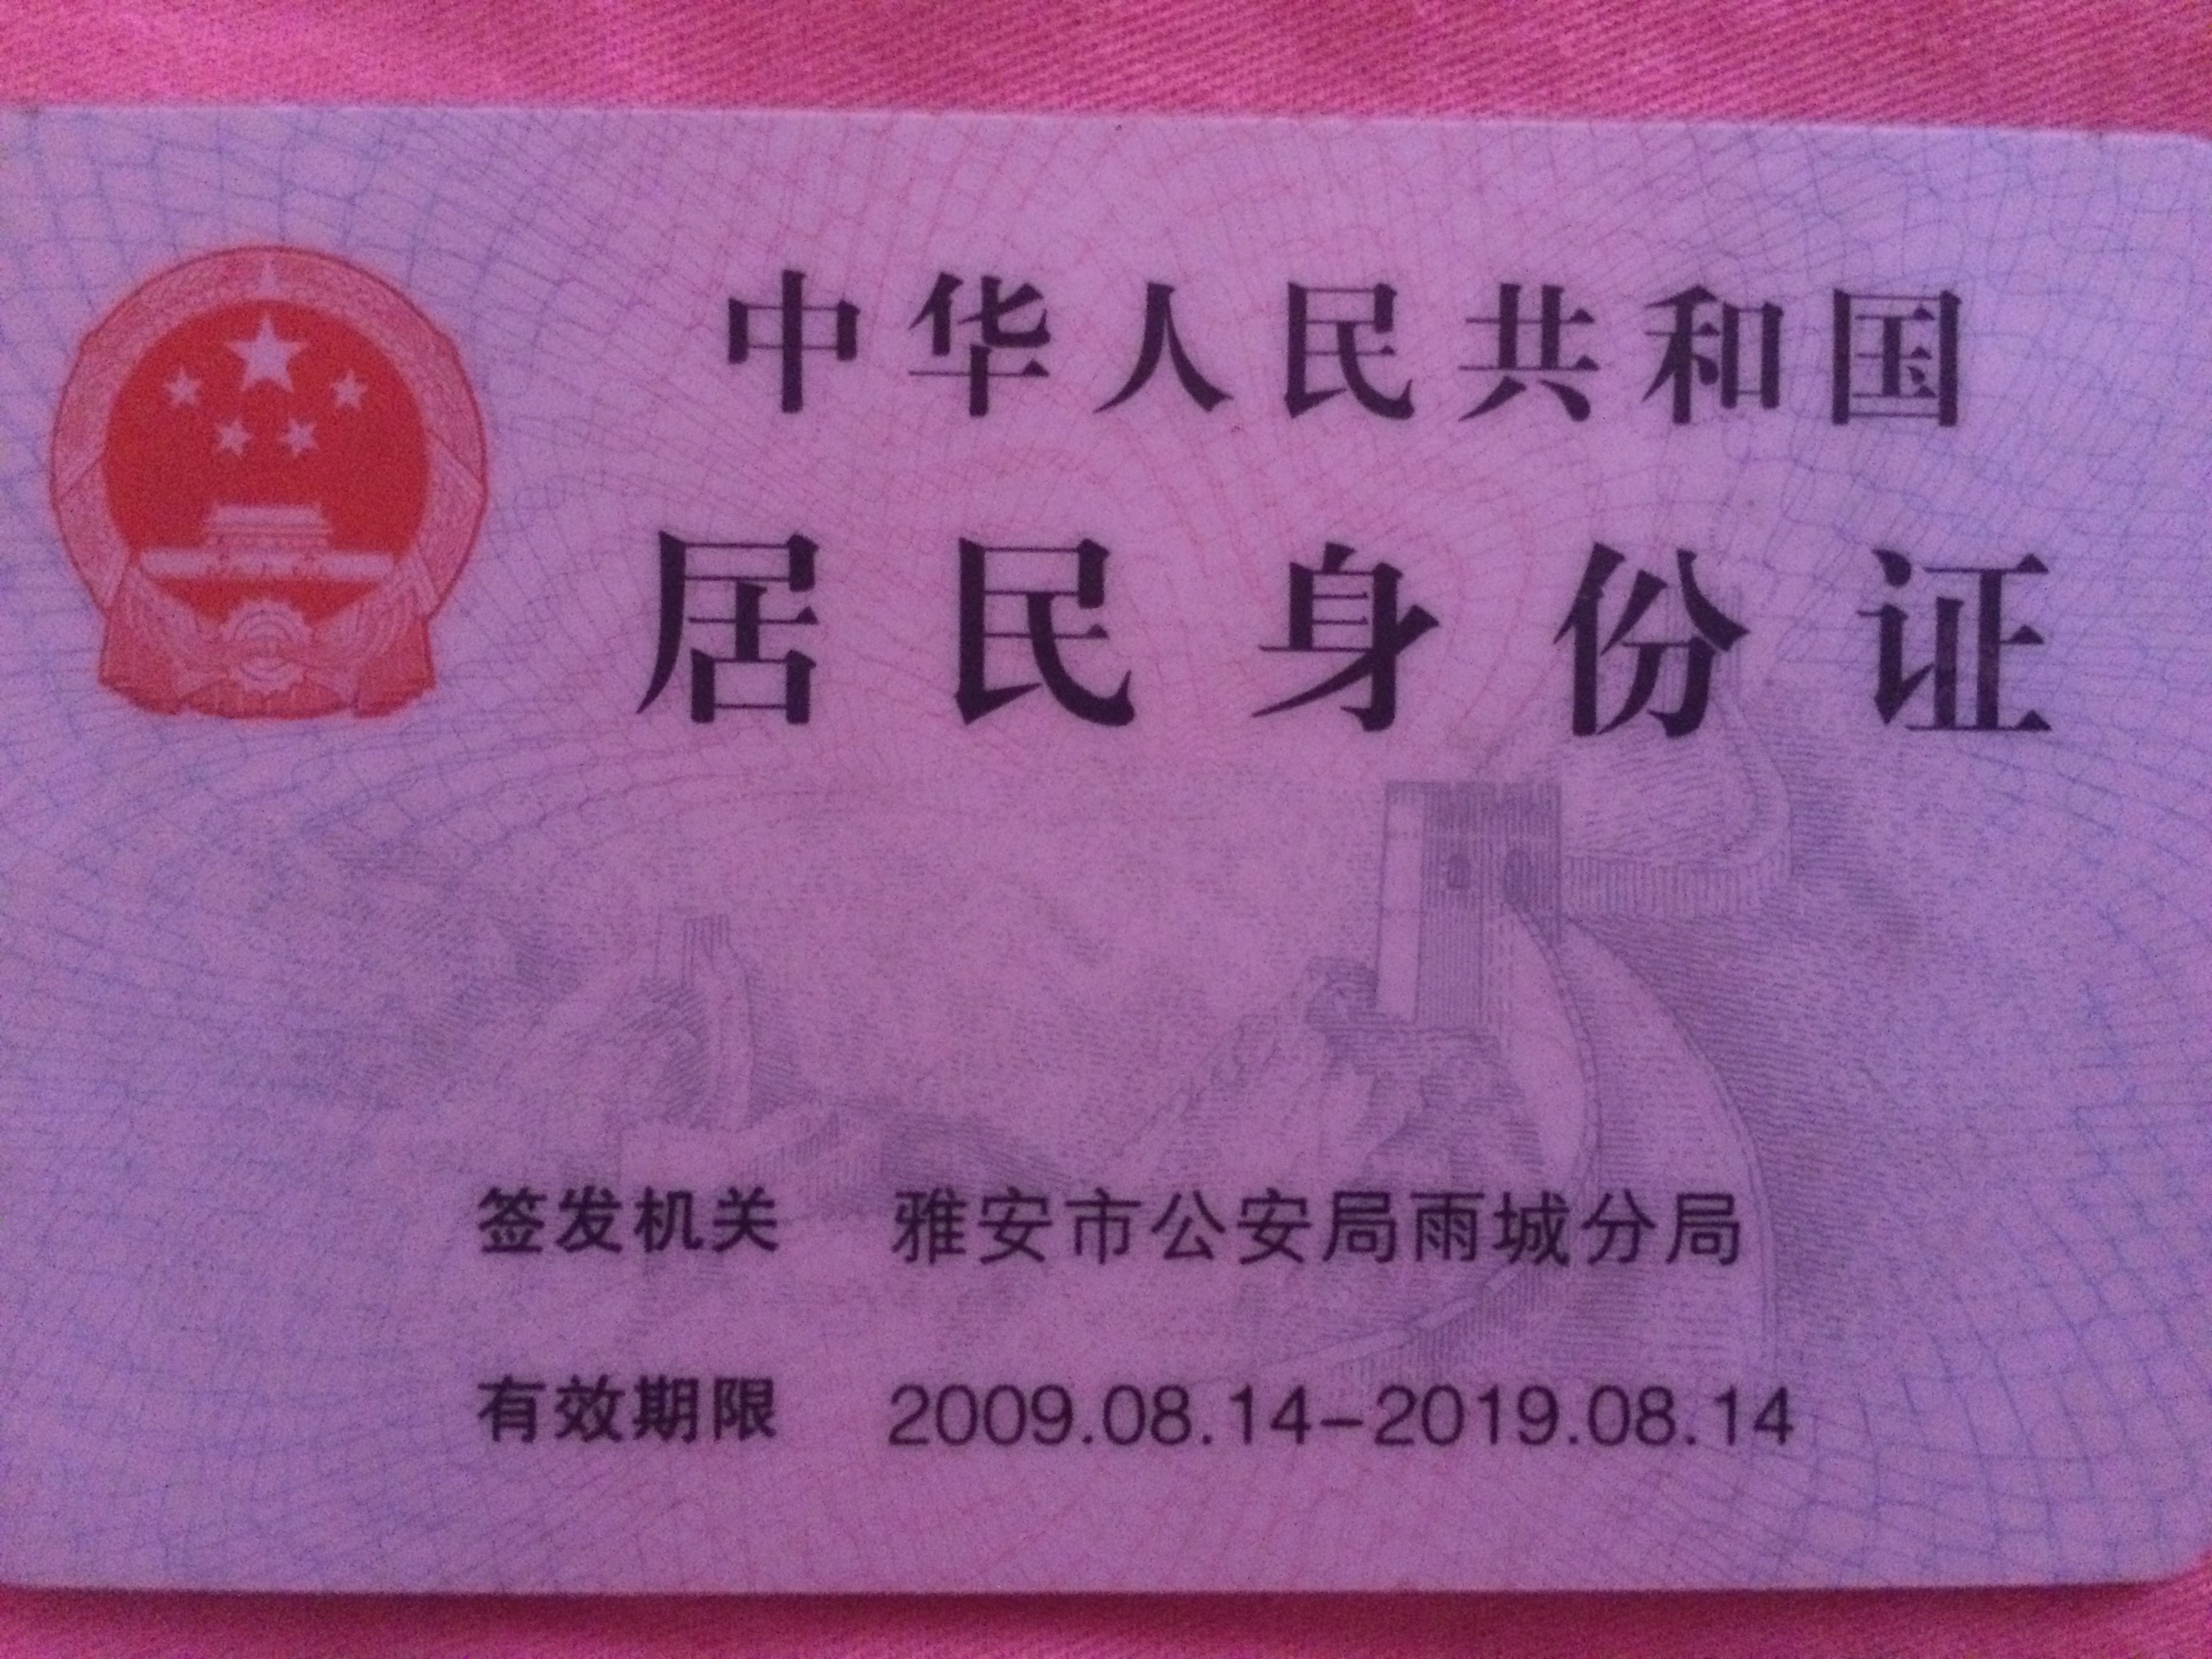 中华人民共和国
居民身份证
签发机关 雅安市公安局雨城分局
有效期限 2009.08.14-2019.08.14